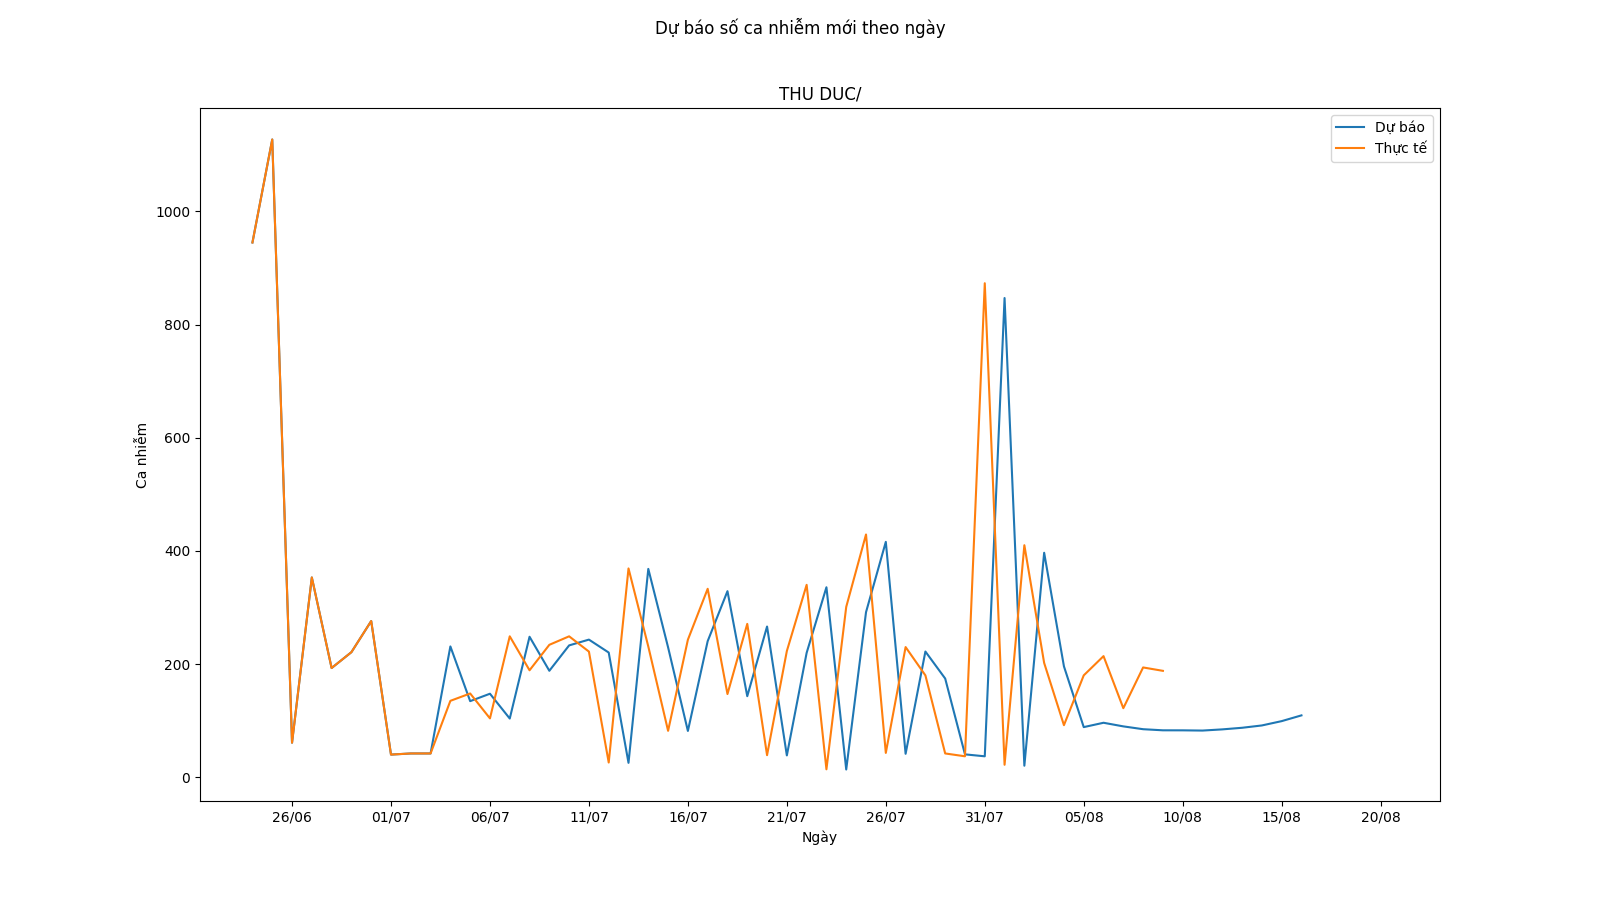 Dự báo số ca nhiễm mới theo ngày
THU DUC/
Dự báo
Thực tế
1000
800
600
400
200
0
Ca nhiễm
26/06 01/07 06/07 11/07 16/07 21/07 26/07 31/07 05/08 10/08 15/08 20/08
Ngày